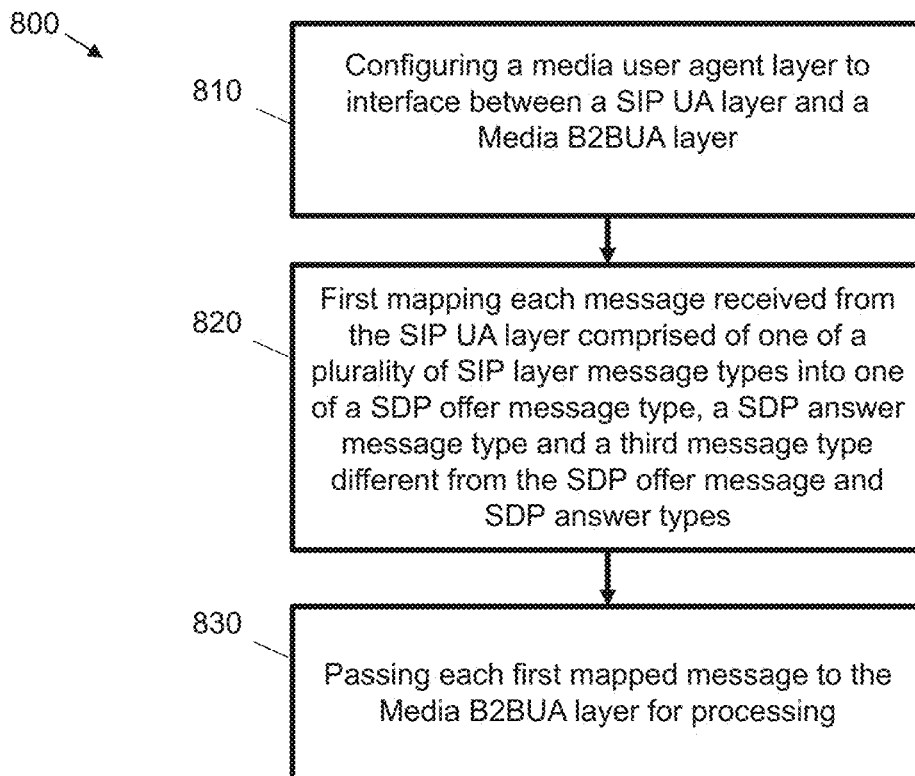 800
810
Configuring a media user agent layer to
interface between a SIP UA layer and a
Media B2BUA layer
820
First mapping each message received from
the SIP UA layer comprised of one of a
plurality of SIP layer message types into one
of a SDP offer message type, a SDP answer
message type and a third message type
different from the SDP offer message and
SDP answer types
830
Passing each first mapped message to the
Media B2BUA layer for processing